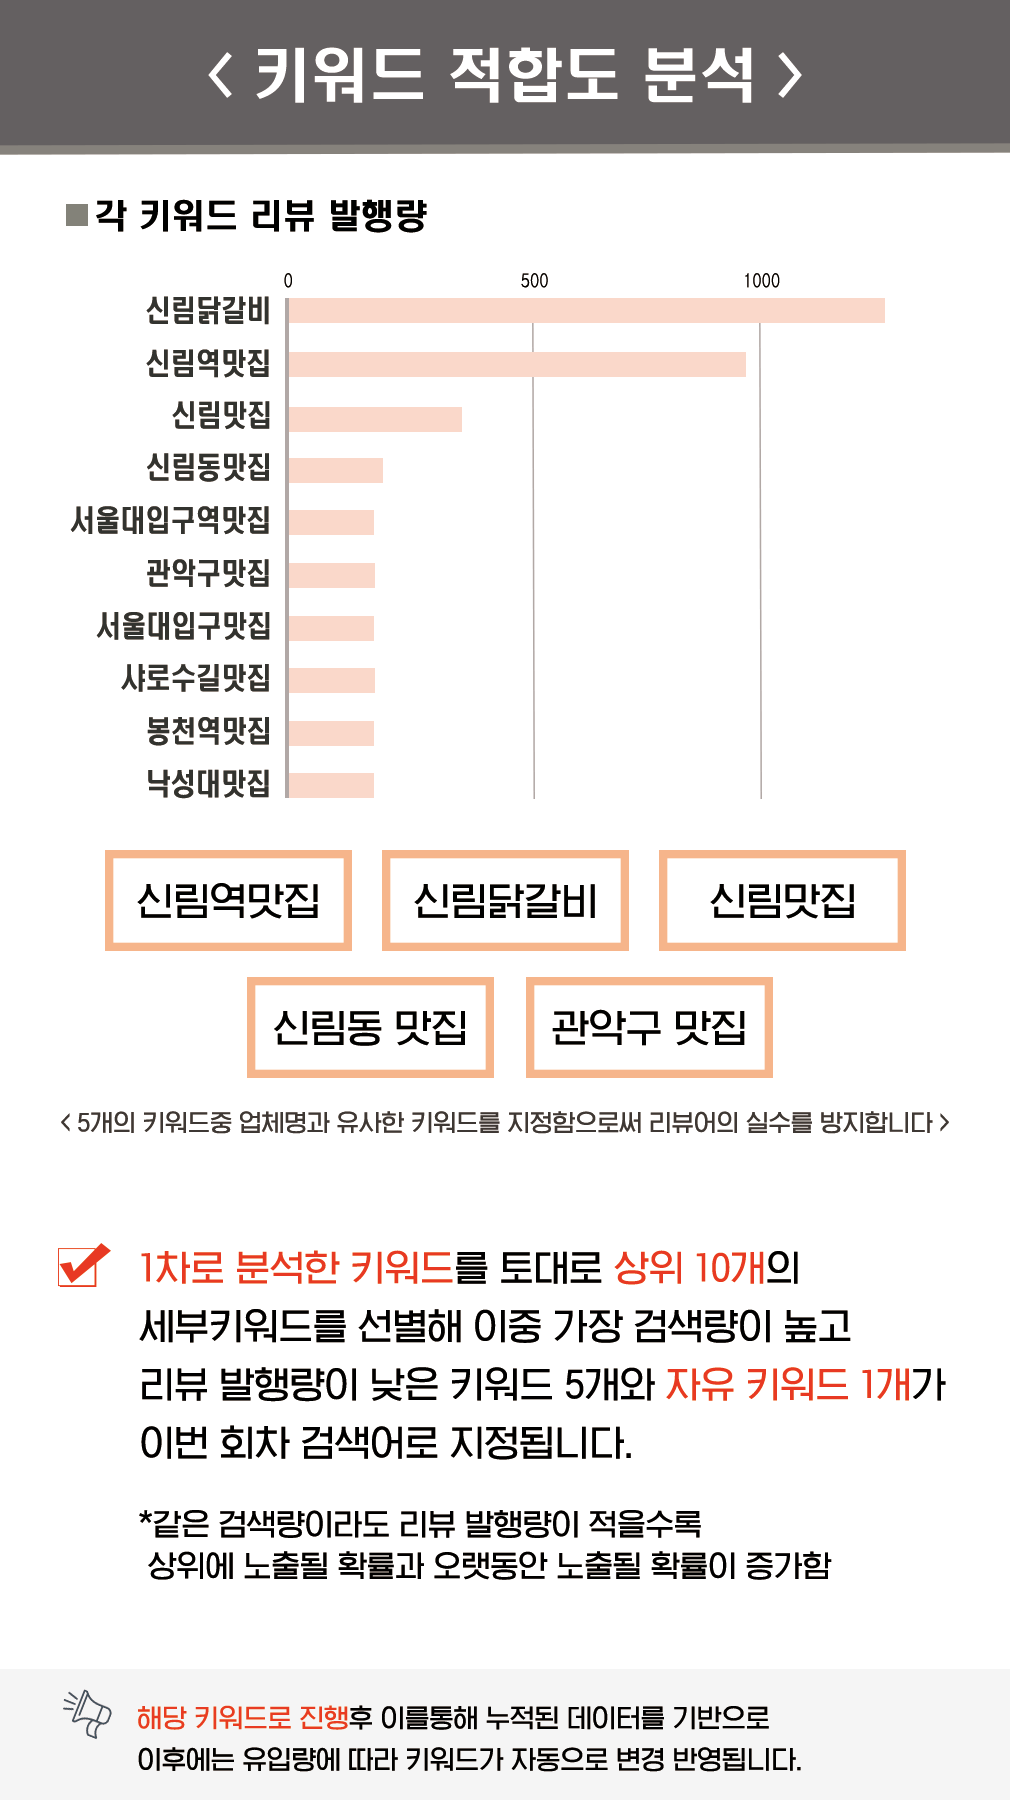 < 키워드 적합도 분석 >
각 키워드 리뷰 발행량
0 500 1000
신림닭갈비
신림역맛집
신림맛집
신림동맛집
서울대입구역맛집
관악구맛집
서울대입구맛집
샤로수길맛집
봉천역맛집
낙성대맛집
신림역맛집 신림닭갈비 신림맛집
신림동 맛집 관악구 맛집
< 5개의 키워드중 업체명과 유사한 키워드를 지정함으로써 리뷰어의 실수를 방지합니다 >
1차로 분석한 키워드를 토대로 상위 10개의
세부키워드를 선별해 이중 가장 검색량이 높고
리뷰 발행량이 낮은 키워드 5개와 자유 키워드 1개가
이번 회차 검색어로 지정됩니다.
*같은 검색량이라도 리뷰 발행량이 적을수록
상위에 노출될 확률과 오랫동안 노출될 확률이 증가함
해당 키워드로 진행후 이를통해 누적된 데이터를 기반으로
이후에는 유입량에 따라 키워드가 자동으로 변경 반영됩니다.